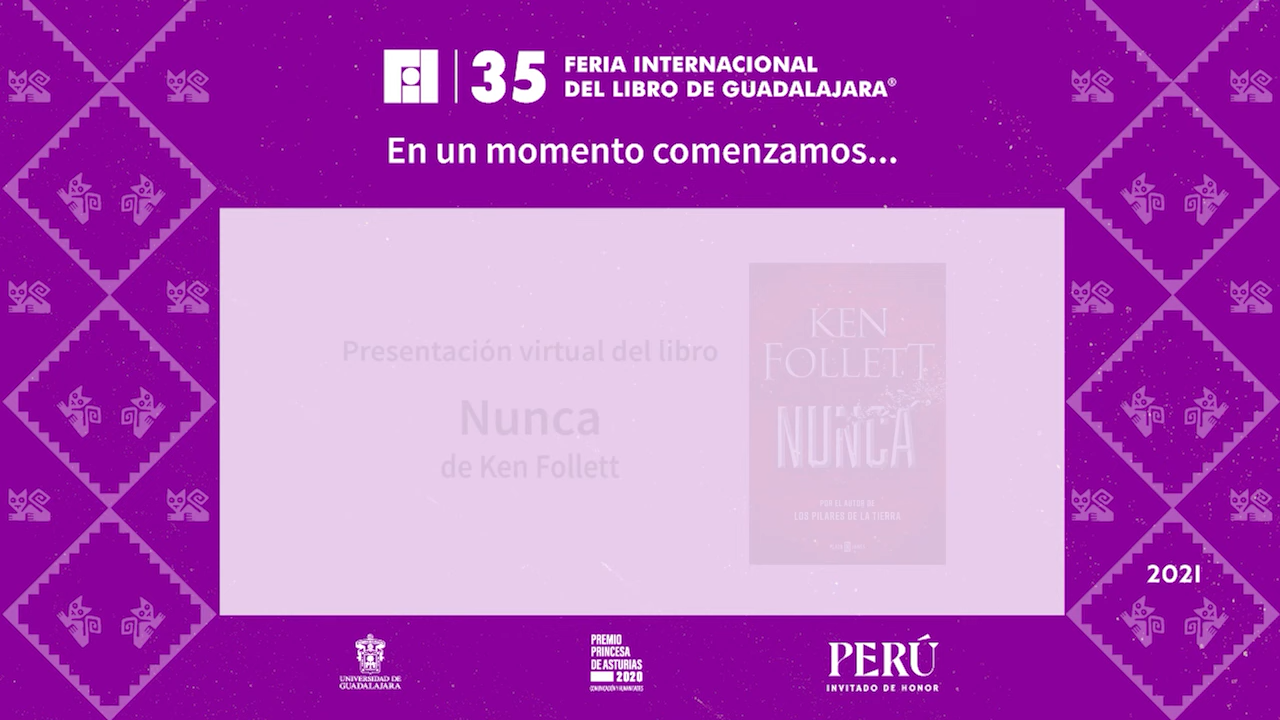 35
FERIA INTERNACIONAL
DEL LIBRO DE GUADALAJARA®
En un momento comenzamos...
Presentación virtual del libro
Nunca
de Ken Follett
KEN
FOLLETT
NUNCA
POR EL AUTOR DE
LOS PILARES DE LA TIERRA
2021
UNIVERSIDAD DE
GUADALAJARA
PREMIO
PRINCESA
DE ASTURIAS
2020
COMUNICACIÓN Y HUMANIDADES
PERÚ
INVITADO DE HONOR